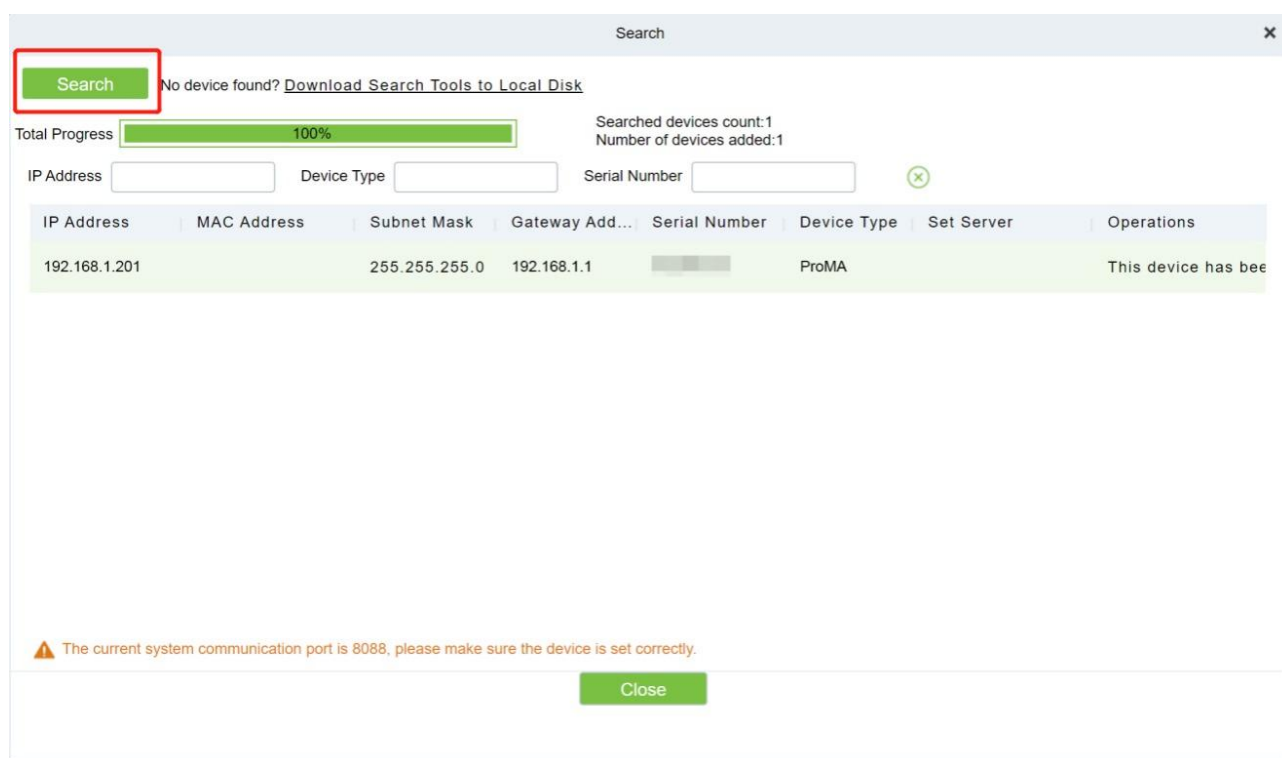 Search
Search No device found? Download Search Tools to Local Disk
Total Progress 100% Searched devices count:1
Number of devices added:1
IP Address Device Type Serial Number
IP Address MAC Address Subnet Mask Gateway Add... Serial Number Device Type Set Server Operations
192.168.1.201 255.255.255.0 192.168.1.1 ProMA This device has bee
The current system communication port is 8088, please make sure the device is set correctly.
Close